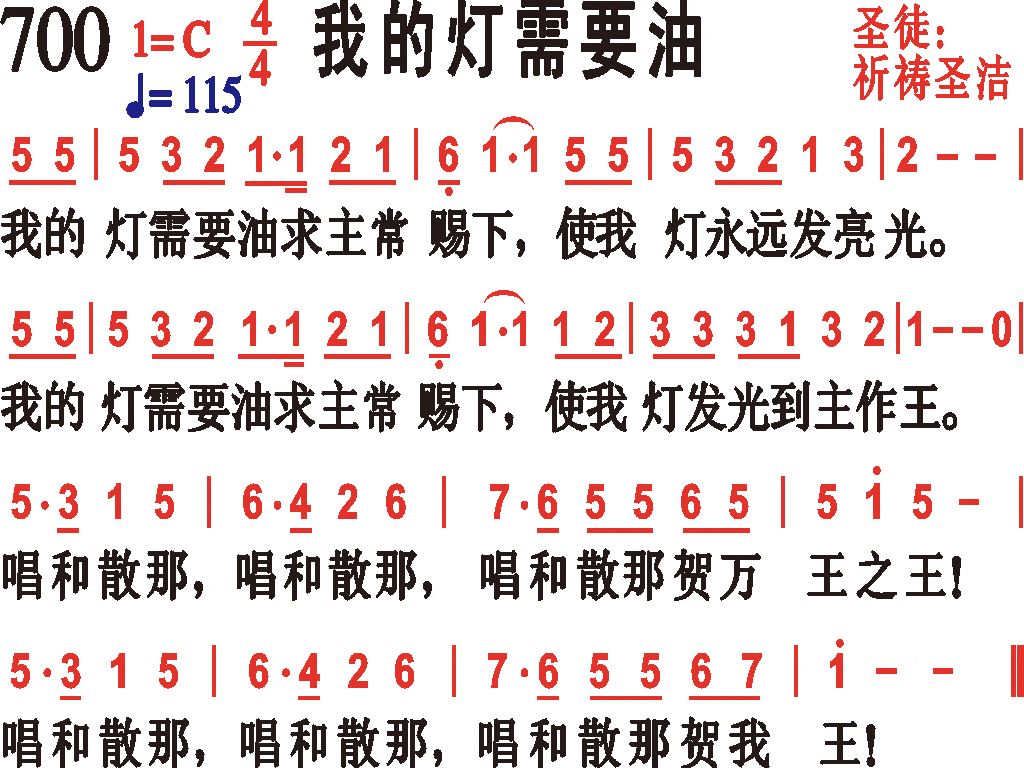 700 1=C 4/4 我的灯需要油 圣徒:
♩=115 祈祷圣洁
5 5 | 5 3 2 1·1 2 1 | 6 1·1 5 5 | 5 3 2 1 3 | 2 – – |
我的 灯需要油求主常 赐下，使我 灯永远发亮光。
5 5 | 5 3 2 1·1 2 1 | 6 1·1 1 2 | 3 3 3 1 3 2 | 1 – – 0 |
我的 灯需要油求主常 赐下，使我 灯发光到主作王。
5·3 1 5 | 6·4 2 6 | 7·6 5 5 6 5 | 5 1 5 – |
唱和散那，唱和散那， 唱和散那贺万 王之王！
5·3 1 5 | 6·4 2 6 | 7·6 5 5 6 7 | 1 – – ‖
唱和散那，唱和散那，唱和散那贺我 王！